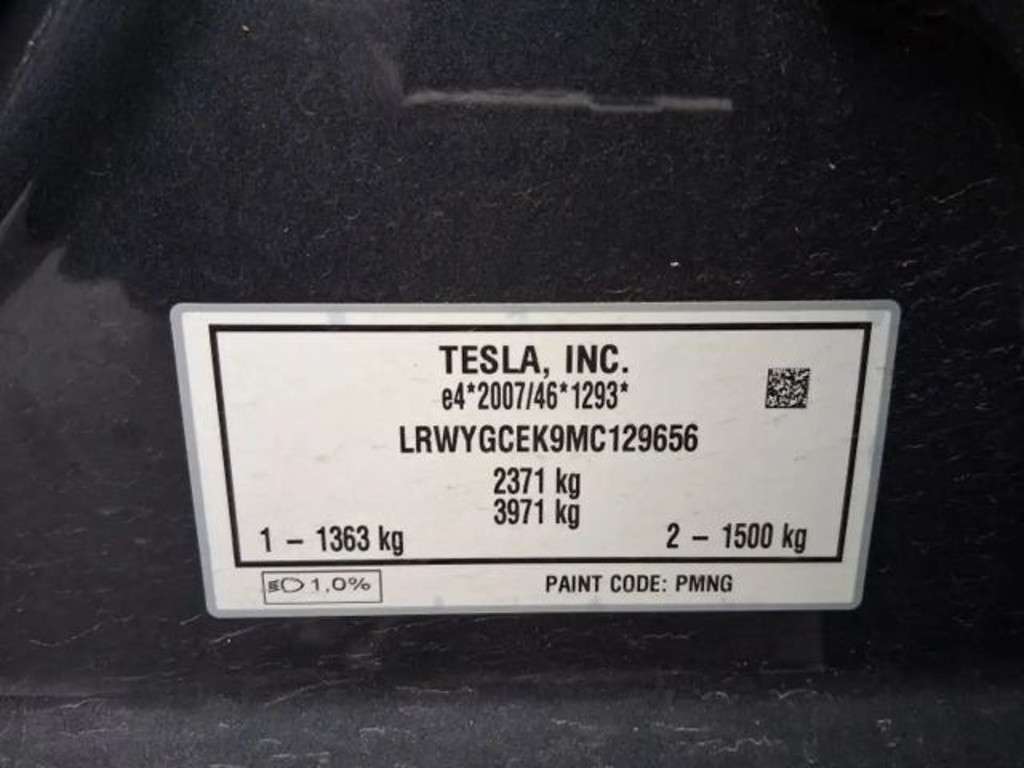 TESLA, INC.
e4*2007/46*1293*
LRWYGCEK9MC129656
2371 kg
3971 kg
1 – 1363 kg
2 – 1500 kg
1.0%
PAINT CODE: PMNG